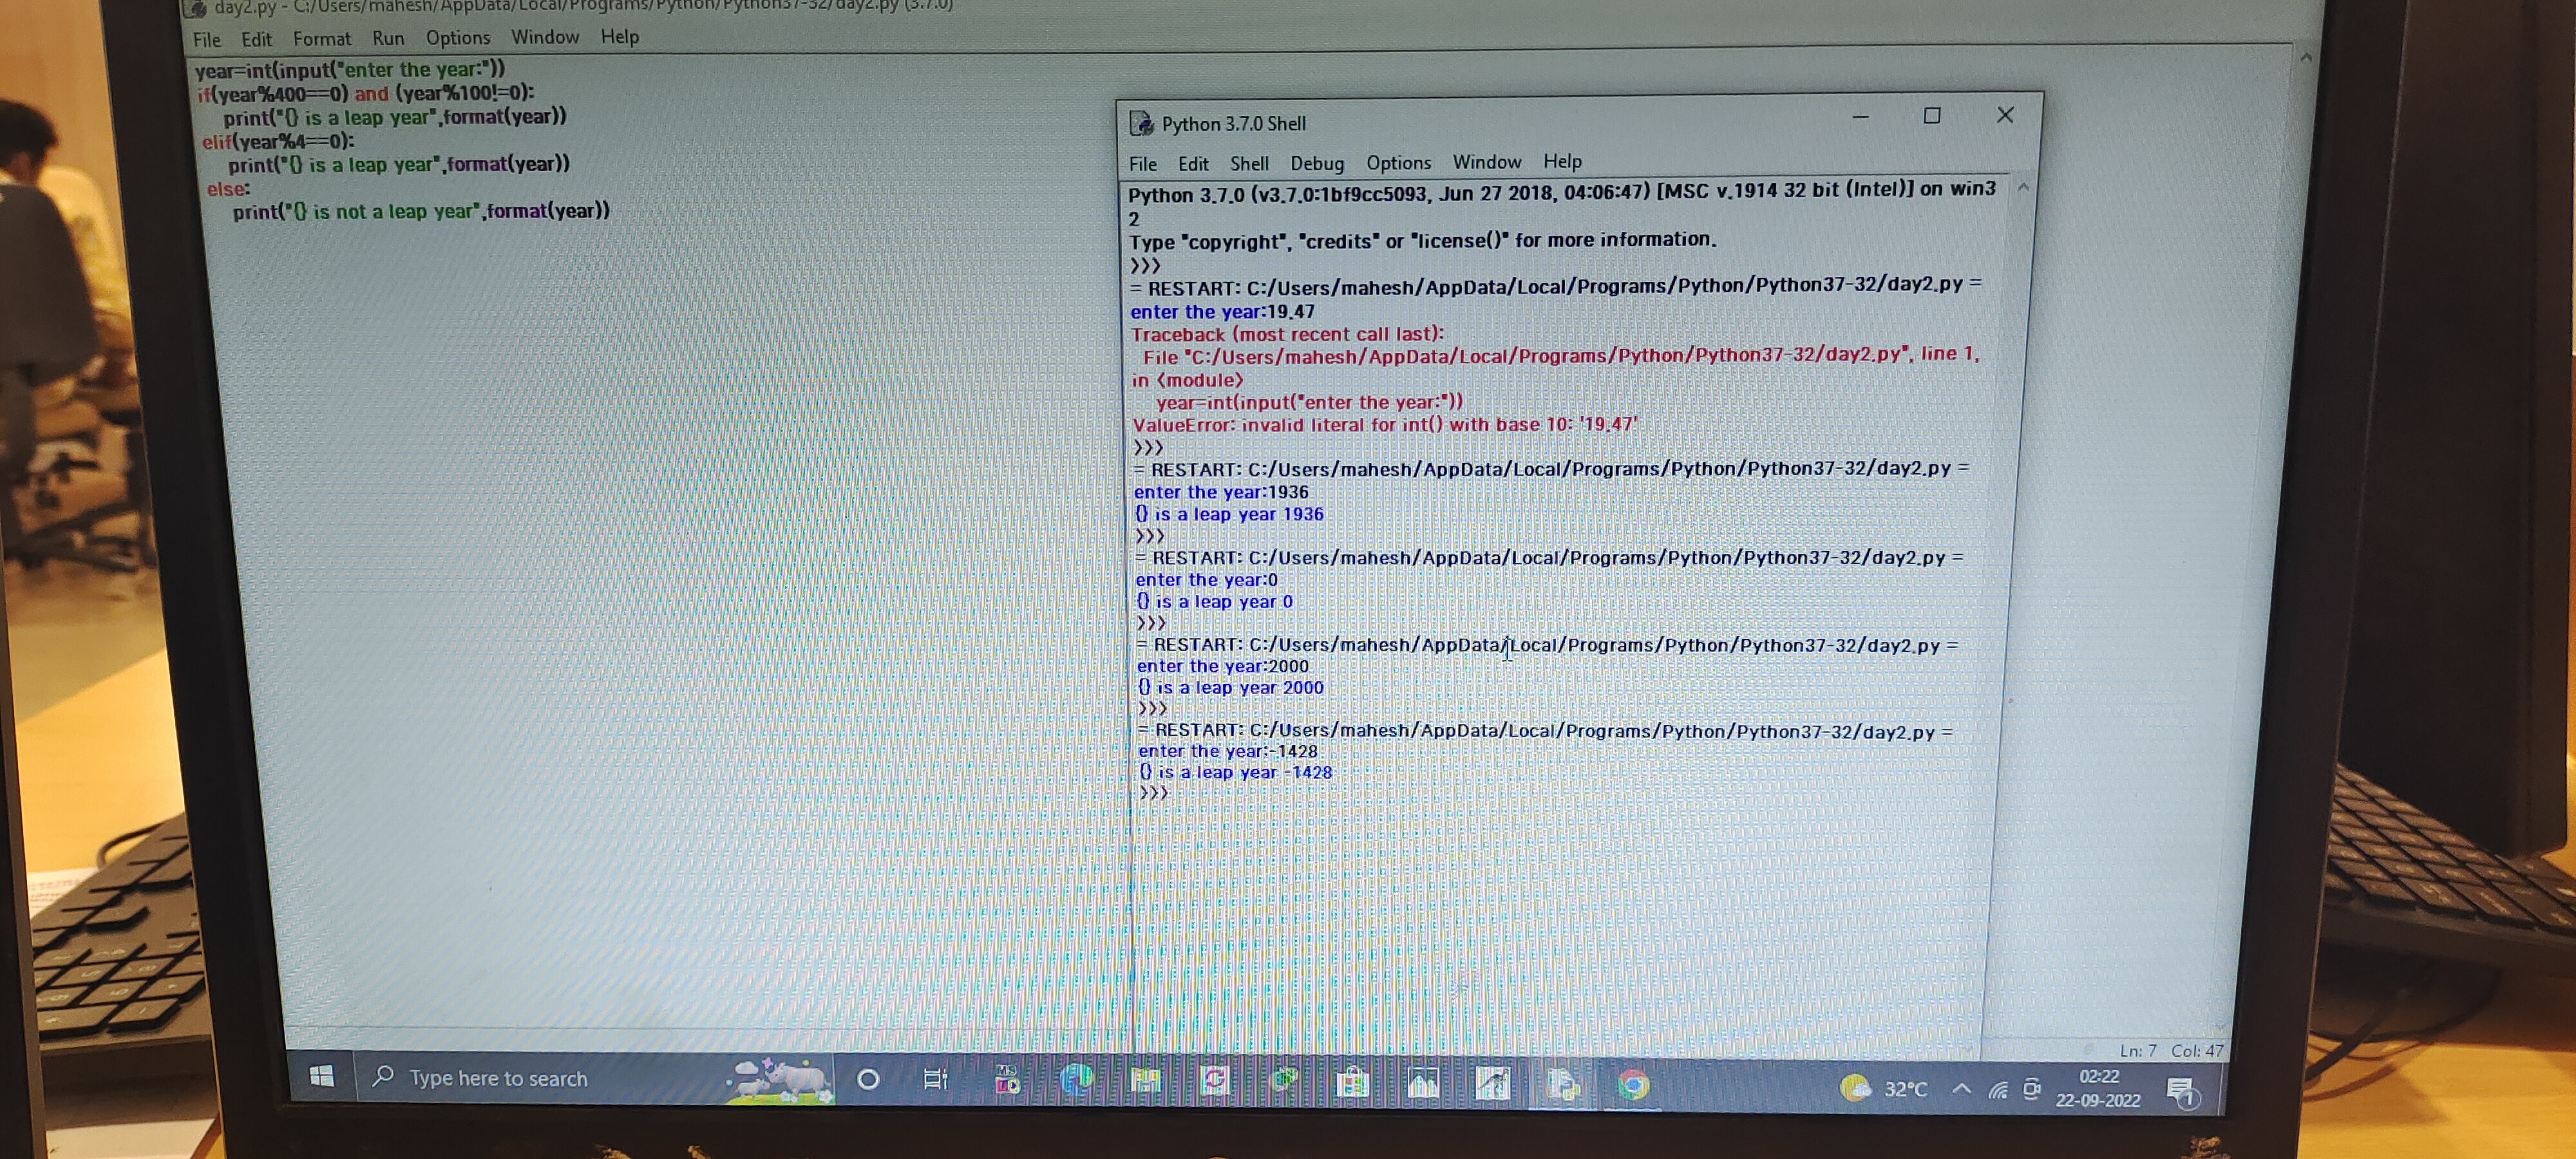 day2.py - C:/Users/mahesh/AppData/Local/Programs/Python/Python37-32/day2.py (3.7.0)
File Edit Format Run Options Window Help
year=int(input("enter the year:"))
if(year%400==0) and (year%100!=0):
    print("{} is a leap year",format(year))
elif(year%4==0):
    print("{} is a leap year",format(year))
else:
    print("{} is not a leap year",format(year))
Python 3.7.0 Shell
File Edit Shell Debug Options Window Help
Python 3.7.0 (v3.7.0:1bf9cc5093, Jun 27 2018, 04:06:47) [MSC v.1914 32 bit (Intel)] on win3
2
Type "copyright", "credits" or "license()" for more information.
>>>
= RESTART: C:/Users/mahesh/AppData/Local/Programs/Python/Python37-32/day2.py =
enter the year:19.47
Traceback (most recent call last):
  File "C:/Users/mahesh/AppData/Local/Programs/Python/Python37-32/day2.py", line 1,
in <module>
    year=int(input("enter the year:"))
ValueError: invalid literal for int() with base 10: '19.47'
>>>
= RESTART: C:/Users/mahesh/AppData/Local/Programs/Python/Python37-32/day2.py =
enter the year:1936
{} is a leap year 1936
>>>
= RESTART: C:/Users/mahesh/AppData/Local/Programs/Python/Python37-32/day2.py =
enter the year:0
{} is a leap year 0
>>>
= RESTART: C:/Users/mahesh/AppData/Local/Programs/Python/Python37-32/day2.py =
enter the year:2000
{} is a leap year 2000
>>>
= RESTART: C:/Users/mahesh/AppData/Local/Programs/Python/Python37-32/day2.py =
enter the year:-1428
{} is a leap year -1428
>>>
Ln: 7 Col: 47
Type here to search
32°C
02:22
22-09-2022
1